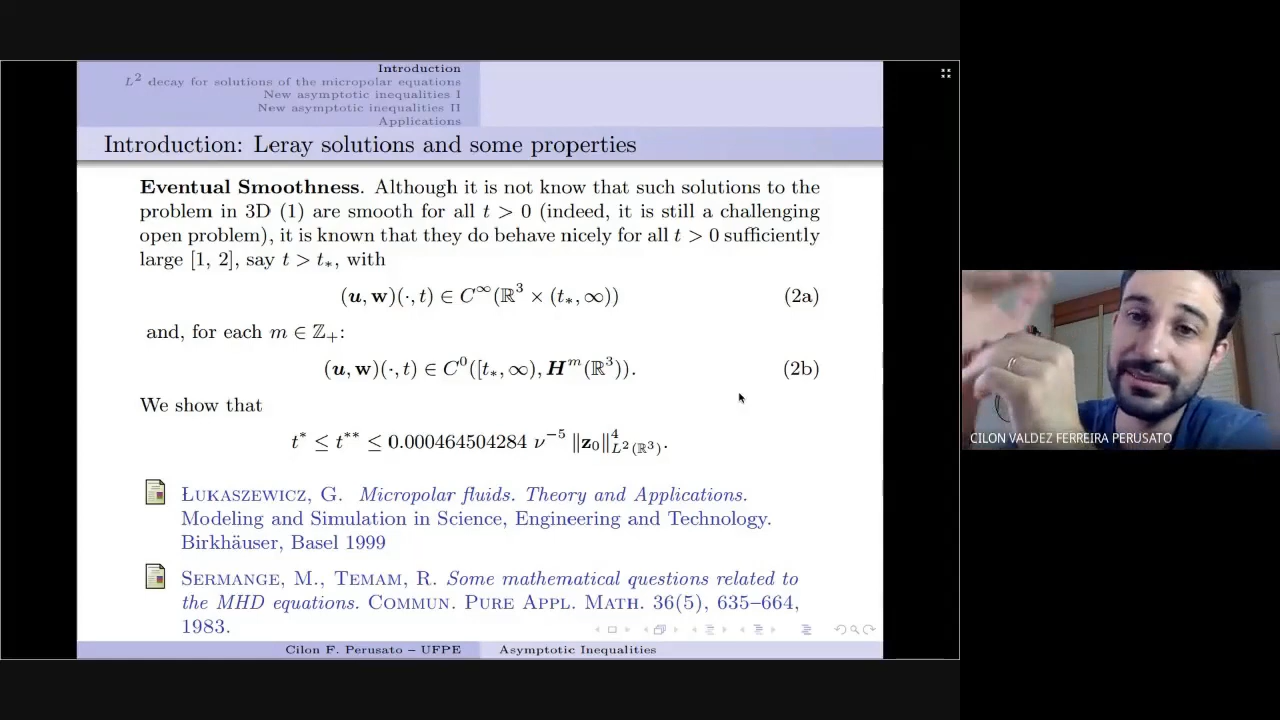 Introduction
L² decay for solutions of the micropolar equations
New asymptotic inequalities I
New asymptotic inequalities II
Applications
Introduction: Leray solutions and some properties
Eventual Smoothness. Although it is not know that such solutions to the
problem in 3D (1) are smooth for all t > 0 (indeed, it is still a challenging
open problem), it is known that they do behave nicely for all t > 0 sufficiently
large [1, 2], say t > t∗, with
(u, w)(·, t) ∈ C^∞(ℝ³ × (t∗, ∞)) (2a)
and, for each m ∈ ℤ₊:
(u, w)(·, t) ∈ C⁰([t∗, ∞), H^m(ℝ³)). (2b)
We show that
t* ≤ t** ≤ 0.000464504284 ν⁻⁵ ‖z₀‖⁴_{L²(ℝ³)}.
Łukaszewicz, G. Micropolar fluids. Theory and Applications.
Modeling and Simulation in Science, Engineering and Technology.
Birkhäuser, Basel 1999
Sermange, M., Temam, R. Some mathematical questions related to
the MHD equations. Commun. Pure Appl. Math. 36(5), 635–664,
1983.
Cilon F. Perusato – UFPE Asymptotic Inequalities
CILON VALDEZ FERREIRA PERUSATO